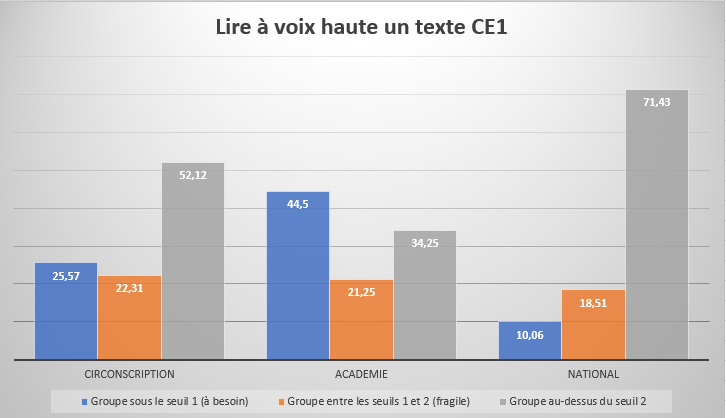 Lire à voix haute un texte CE1
25,57
22,31
52,12
44,5
21,25
34,25
10,06
18,51
71,43
CIRCONSCRIPTION
ACADEMIE
NATIONAL
Groupe sous le seuil 1 (à besoin)
Groupe entre les seuils 1 et 2 (fragile)
Groupe au-dessus du seuil 2